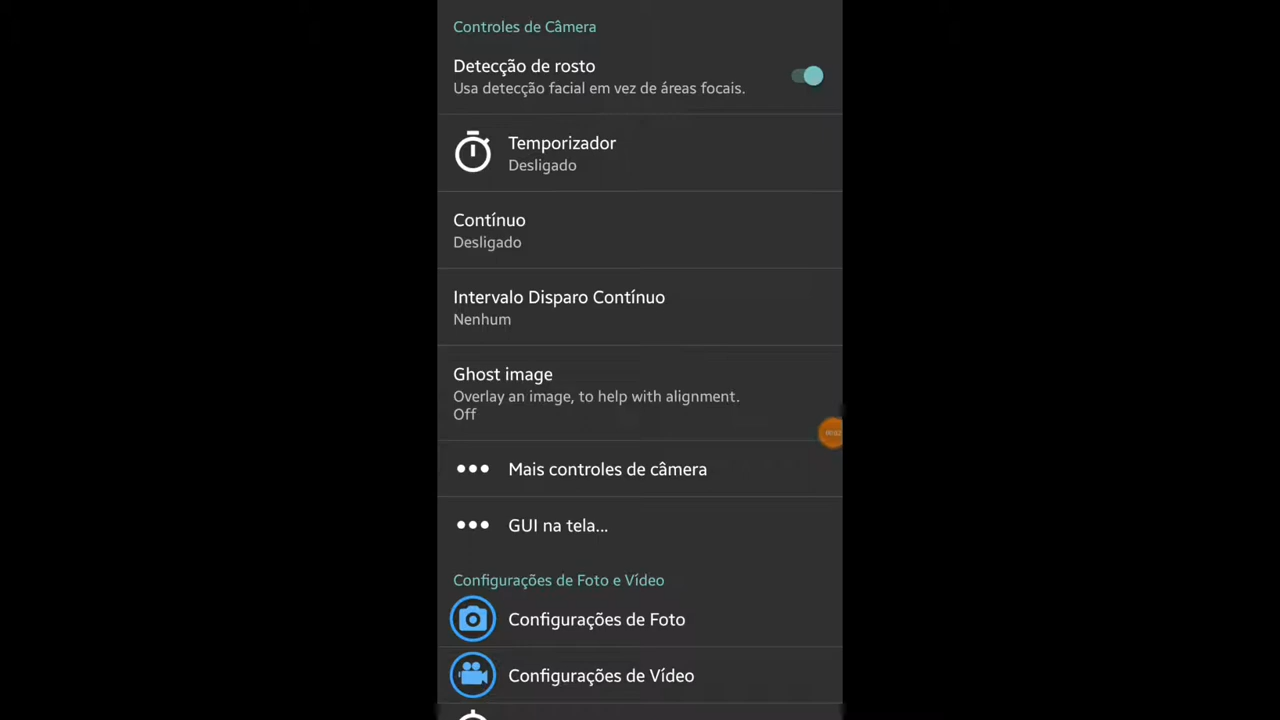 Controles de Câmera
Detecção de rosto
Usa detecção facial em vez de áreas focais.
Temporizador
Desligado
Contínuo
Desligado
Intervalo Disparo Contínuo
Nenhum
Ghost image
Overlay an image, to help with alignment.
Off
Mais controles de câmera
GUI na tela...
Configurações de Foto e Vídeo
Configurações de Foto
Configurações de Vídeo